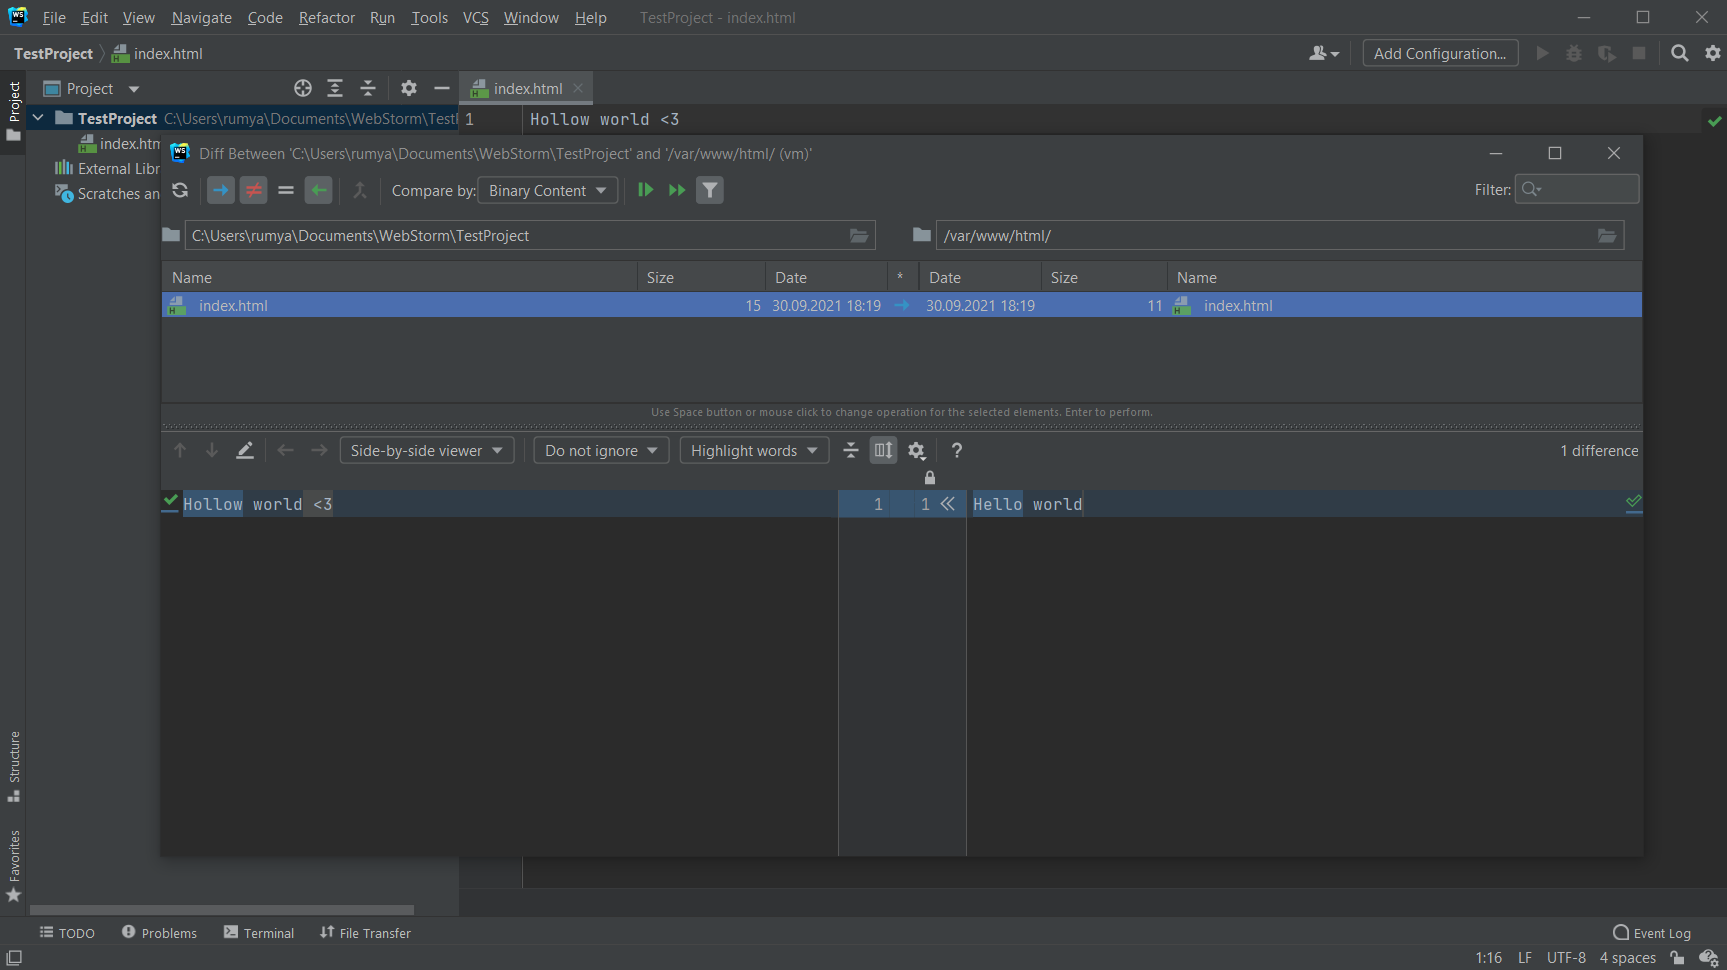 File Edit View Navigate Code Refactor Run Tools VCS Window Help TestProject - index.html
TestProject index.html Add Configuration...
Project
Project index.html
TestProject C:\Users\rumya\Documents\WebStorm\Test 1 Hollow world <3
index.htm
External Libr
Scratches an
WS Diff Between 'C:\Users\rumya\Documents\WebStorm\TestProject' and '/var/www/html/ (vm)'
Compare by: Binary Content Filter:
C:\Users\rumya\Documents\WebStorm\TestProject /var/www/html/
Name Size Date * Date Size Name
index.html 15 30.09.2021 18:19 30.09.2021 18:19 11 index.html
Use Space button or mouse click to change operation for the selected elements. Enter to perform.
Side-by-side viewer Do not ignore Highlight words ? 1 difference
Hollow world <3 1 1 Hello world
Structure
Favorites
TODO Problems Terminal File Transfer Event Log
1:16 LF UTF-8 4 spaces